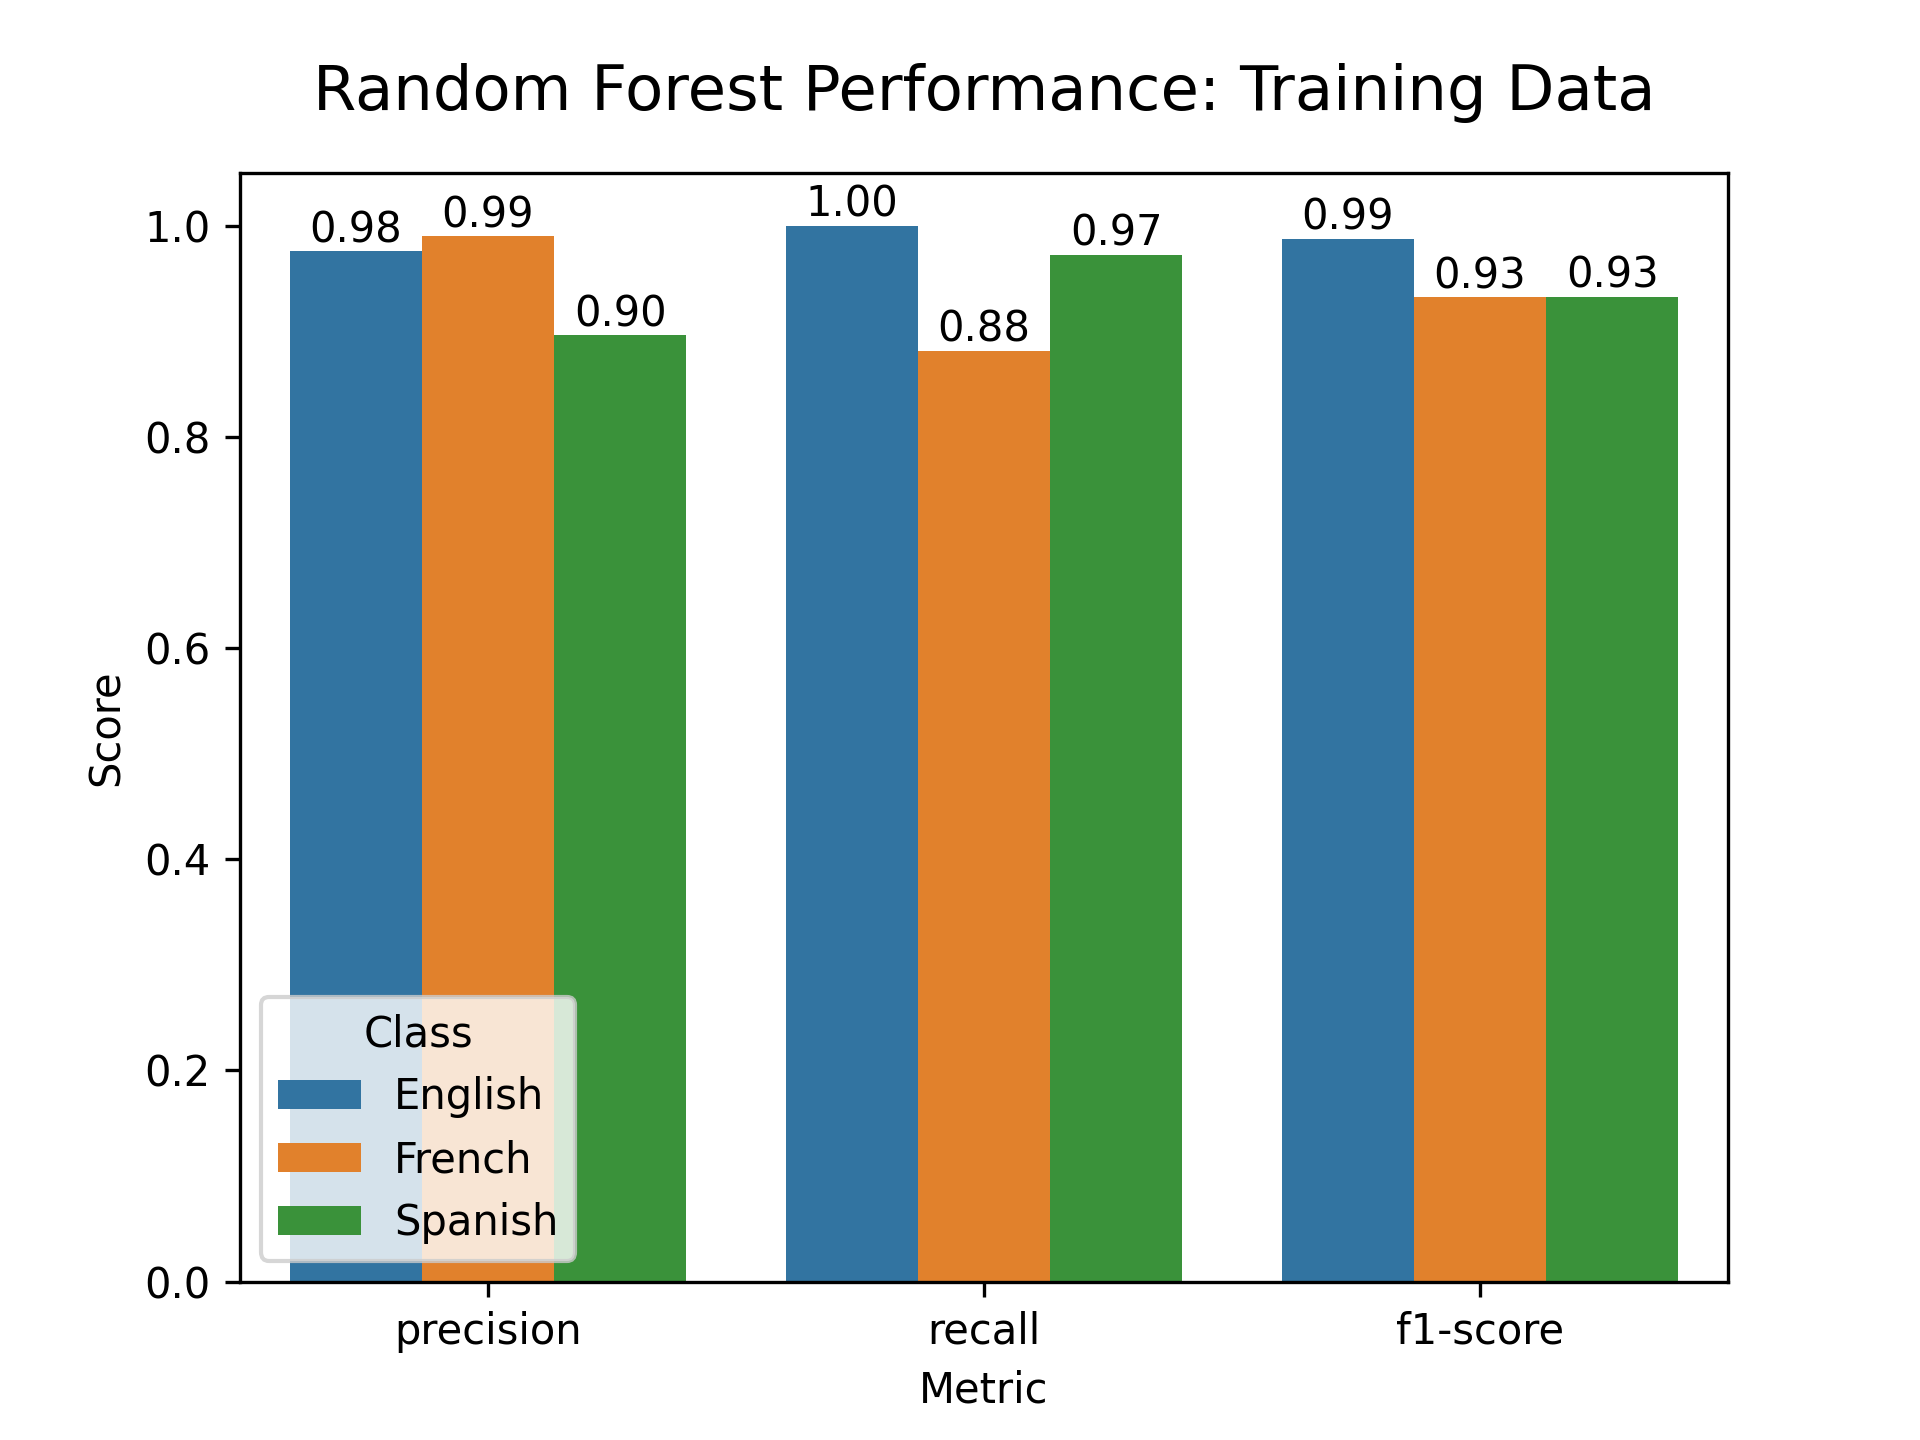 Random Forest Performance: Training Data
1.0
0.8
0.6
0.4
0.2
0.0
Score
0.98
0.99
0.90
1.00
0.88
0.97
0.99
0.93
0.93
Class
English
French
Spanish
precision
recall
f1-score
Metric